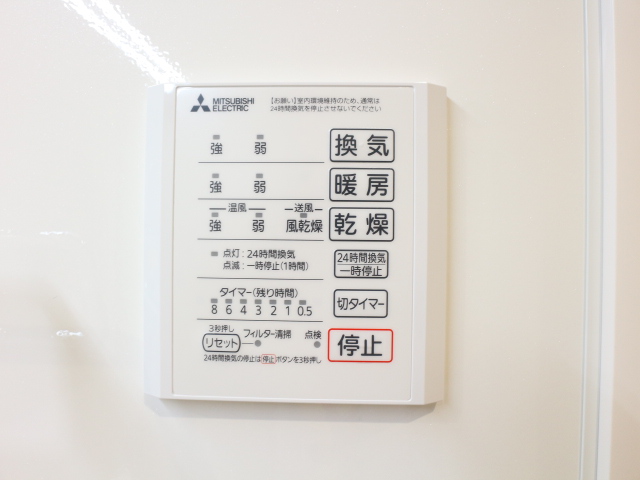 MITSUBISHI
ELECTRIC
【お願い】室内環境維持のため、通常は
24時間換気を停止させないでください
強 弱 換気
強 弱 暖房
温風 送風
強 弱 風乾燥 乾燥
点灯:24時間換気
点滅:一時停止(1時間)
24時間換気
一時停止
タイマー(残り時間)
8 6 4 3 2 1 0.5
切タイマー
3秒押し
リセット フィルター清掃 点検
停止
24時間換気の停止は停止ボタンを3秒押し